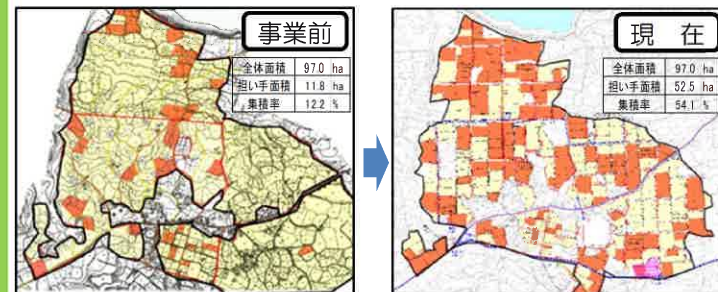 事業前
全体面積 97.0 ha
担い手面積 11.8 ha
集積率 12.2 %
現 在
全体面積 97.0 ha
担い手面積 52.5 ha
集積率 54.1 %